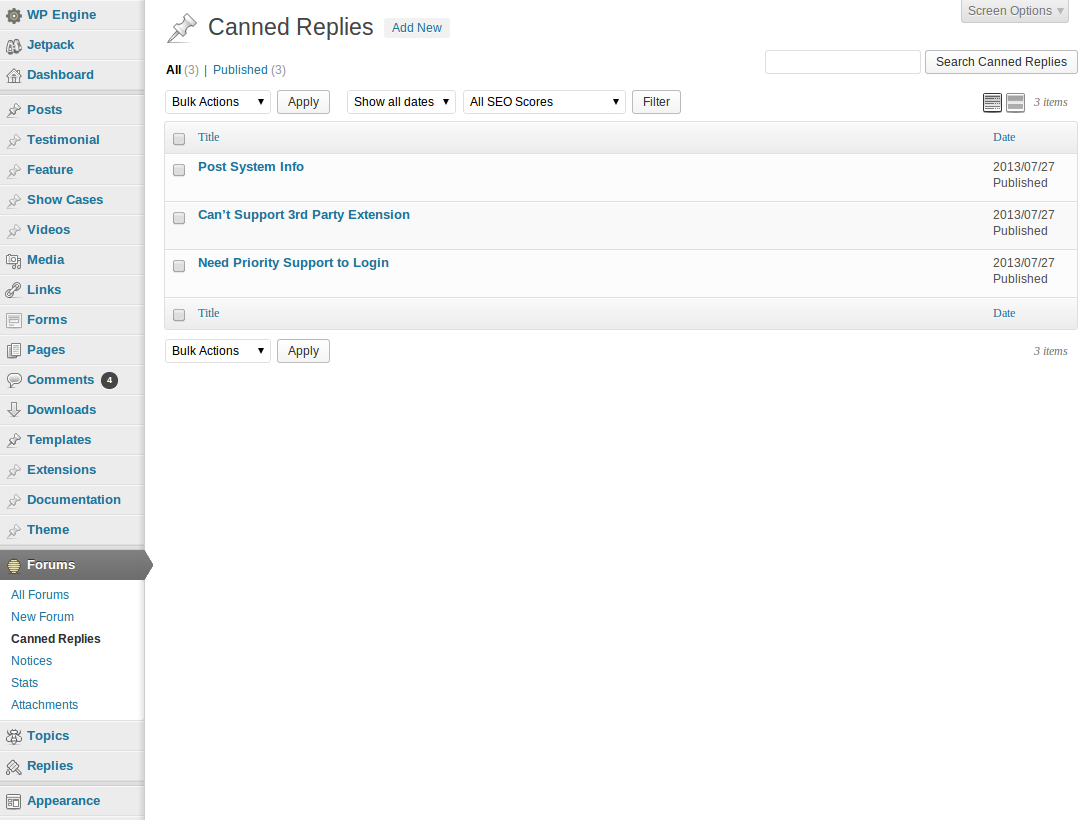 WP Engine
Jetpack
Dashboard
Posts
Testimonial
Feature
Show Cases
Videos
Media
Links
Forms
Pages
Comments 4
Downloads
Templates
Extensions
Documentation
Theme
Forums
All Forums
New Forum
Canned Replies
Notices
Stats
Attachments
Topics
Replies
Appearance
Screen Options
Canned Replies Add New
All (3) | Published (3)
Search Canned Replies
Bulk Actions Apply Show all dates All SEO Scores Filter 3 items
Title Date
Post System Info 2013/07/27
Published
Can’t Support 3rd Party Extension 2013/07/27
Published
Need Priority Support to Login 2013/07/27
Published
Title Date
Bulk Actions Apply 3 items